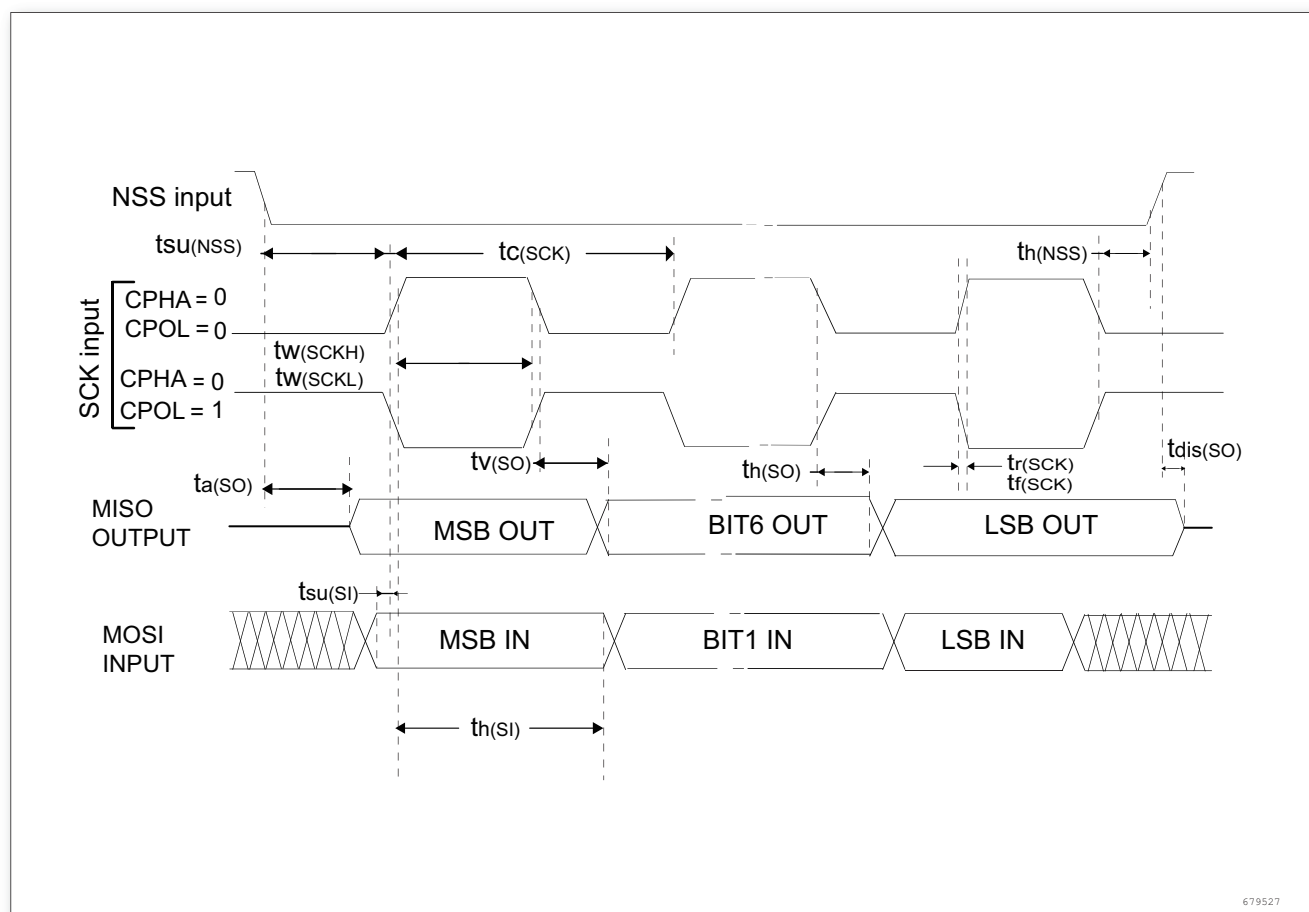 NSS input
tsu(NSS)
tc(SCK)
th(NSS)
SCK input
CPHA = 0
CPOL = 0
tw(SCKH)
tw(SCKL)
CPHA = 0
CPOL = 1
tv(SO)
th(SO)
tr(SCK)
tf(SCK)
tdis(SO)
ta(SO)
MISO
OUTPUT
MSB OUT
BIT6 OUT
LSB OUT
tsu(SI)
MOSI
INPUT
MSB IN
BIT1 IN
LSB IN
th(SI)
679527